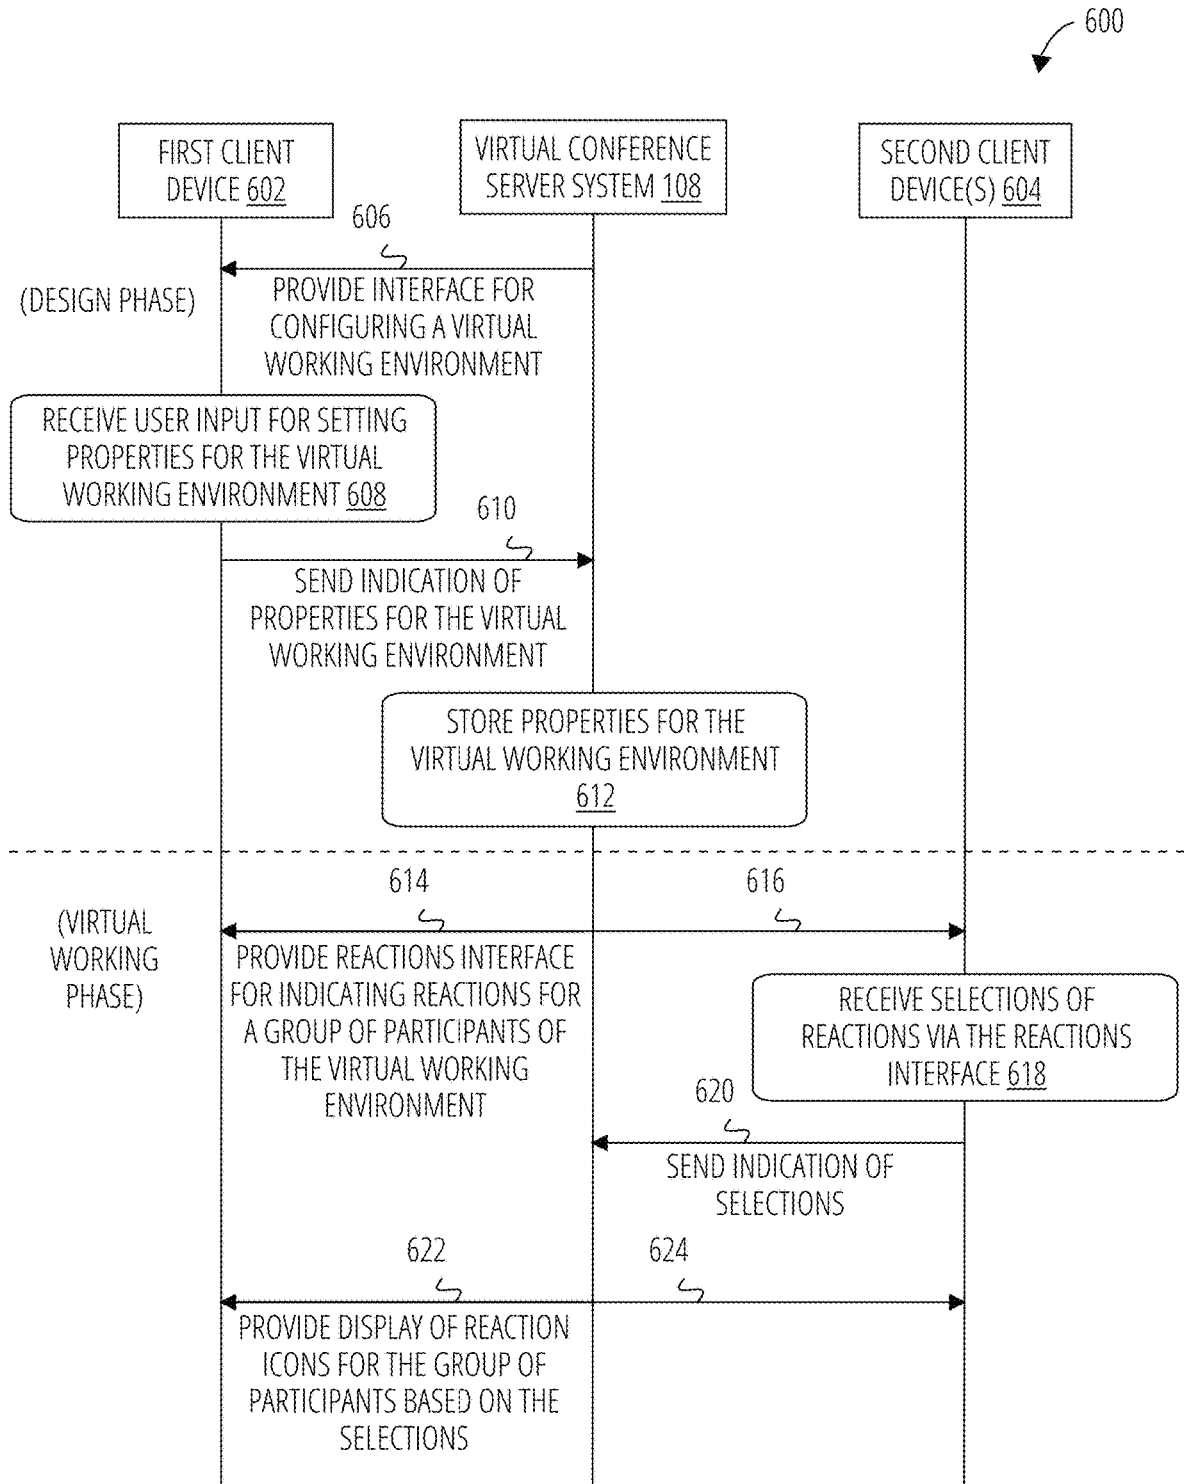 600
FIRST CLIENT
DEVICE 602
VIRTUAL CONFERENCE
SERVER SYSTEM 108
SECOND CLIENT
DEVICE(S) 604
606
(DESIGN PHASE)
PROVIDE INTERFACE FOR
CONFIGURING A VIRTUAL
WORKING ENVIRONMENT
RECEIVE USER INPUT FOR SETTING
PROPERTIES FOR THE VIRTUAL
WORKING ENVIRONMENT 608
610
SEND INDICATION OF
PROPERTIES FOR THE VIRTUAL
WORKING ENVIRONMENT
STORE PROPERTIES FOR THE
VIRTUAL WORKING ENVIRONMENT
612
614
616
(VIRTUAL
WORKING
PHASE)
PROVIDE REACTIONS INTERFACE
FOR INDICATING REACTIONS FOR
A GROUP OF PARTICIPANTS OF
THE VIRTUAL WORKING
ENVIRONMENT
RECEIVE SELECTIONS OF
REACTIONS VIA THE REACTIONS
INTERFACE 618
620
SEND INDICATION OF
SELECTIONS
622
624
PROVIDE DISPLAY OF REACTION
ICONS FOR THE GROUP OF
PARTICIPANTS BASED ON THE
SELECTIONS